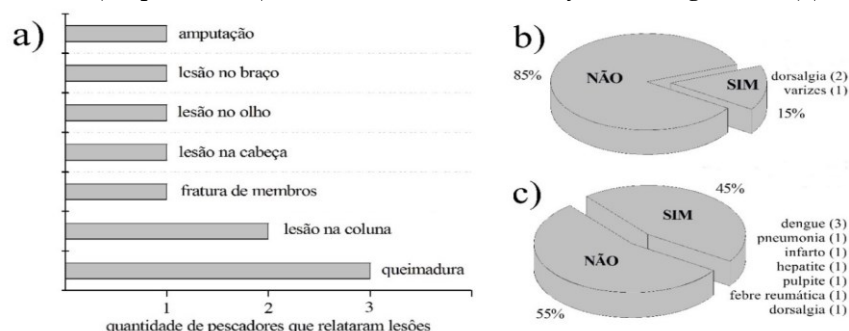 a)
amputação
lesão no braço
lesão no olho
lesão na cabeça
fratura de membros
lesão na coluna
queimadura
1
2
3
quantidade de pescadores que relataram lesões
b)
85%
NÃO
SIM
dorsalgia (2)
varizes (1)
15%
c)
45%
SIM
NÃO
55%
dengue (3)
pneumonia (1)
infarto (1)
hepatite (1)
pulpite (1)
febre reumática (1)
dorsalgia (1)